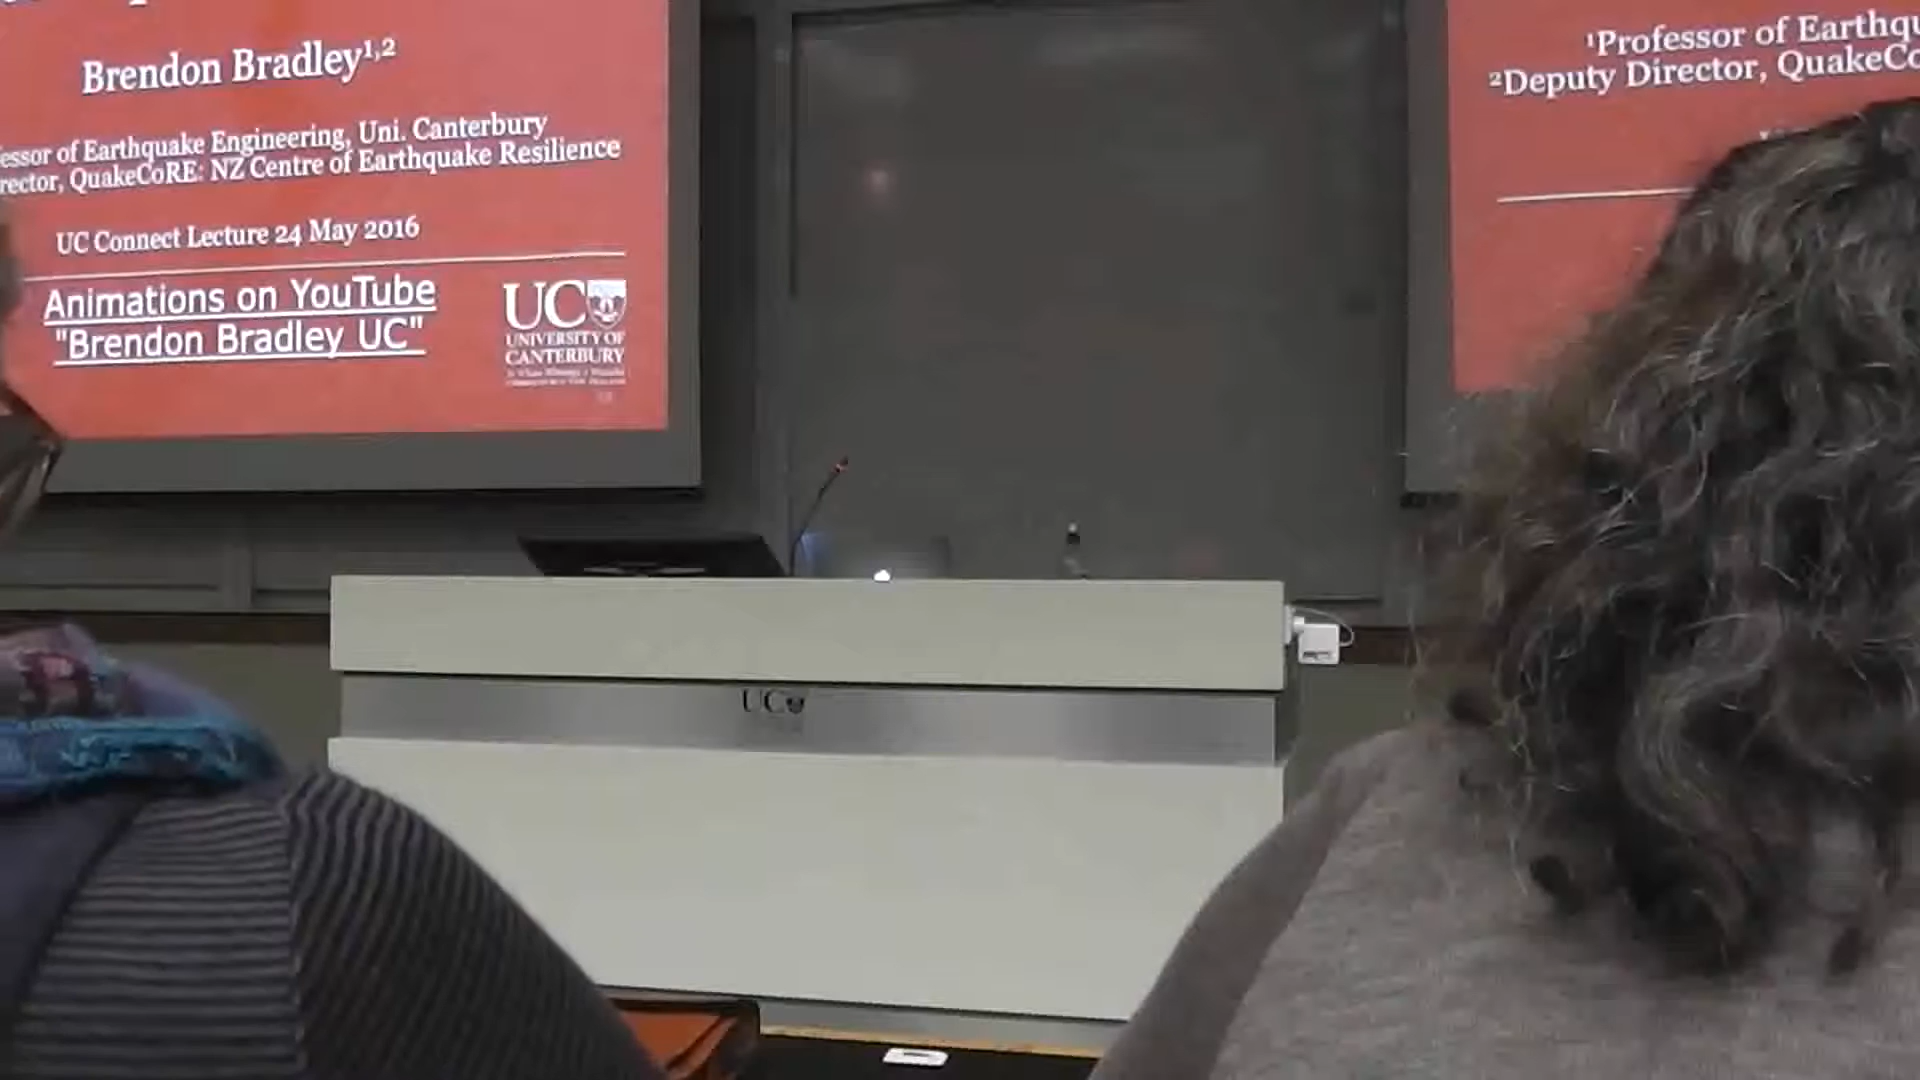 Brendon Bradley1,2
essor of Earthquake Engineering, Uni. Canterbury
rector, QuakeCoRE: NZ Centre of Earthquake Resilience
UC Connect Lecture 24 May 2016
Animations on YouTube
"Brendon Bradley UC"
UC
UNIVERSITY OF
CANTERBURY
1Professor of Earthqu
2Deputy Director, QuakeCo
UC